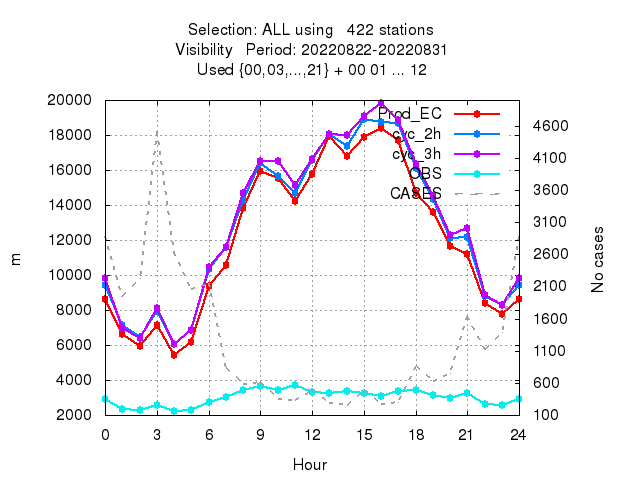 Selection: ALL using   422 stations
Visibility   Period: 20220822-20220831
Used {00,03,...,21} + 00 01 ... 12
20000
18000
16000
14000
12000
10000
8000
6000
4000
2000
m
Prod_EC
cyc_2h
cyc_3h
OBS
CASES
4600
4100
3600
3100
2600
2100
1600
1100
600
100
No cases
0 3 6 9 12 15 18 21 24
Hour